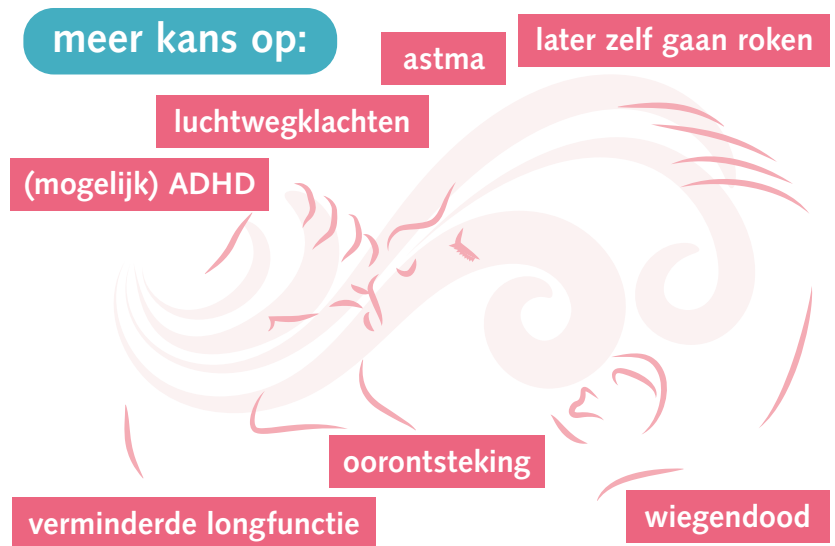 meer kans op:
astma
later zelf gaan roken
luchtwegklachten
(mogelijk) ADHD
oorontsteking
verminderde longfunctie
wiegendood